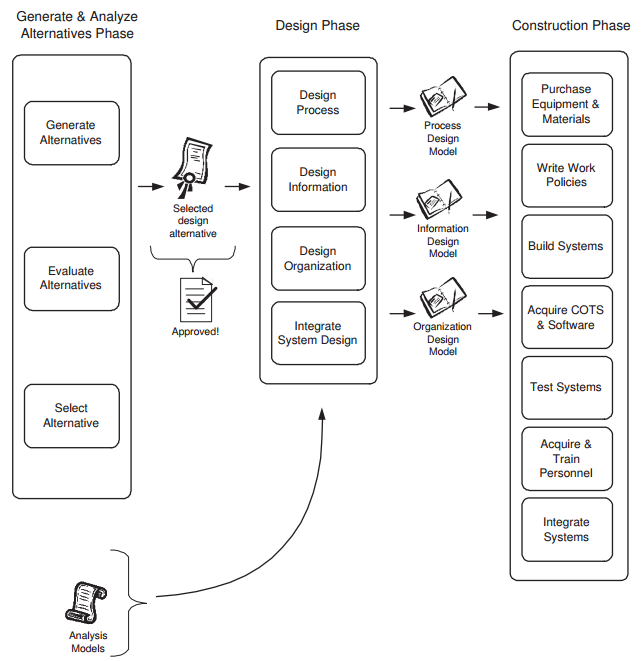 Generate & Analyze
Alternatives Phase
Generate
Alternatives
Evaluate
Alternatives
Select
Alternative
Selected
design
alternative
Approved!
Analysis
Models
Design Phase
Design
Process
Design
Information
Design
Organization
Integrate
System Design
Process
Design
Model
Information
Design
Model
Organization
Design
Model
Construction Phase
Purchase
Equipment &
Materials
Write Work
Policies
Build Systems
Acquire COTS
& Software
Test Systems
Acquire &
Train
Personnel
Integrate
Systems